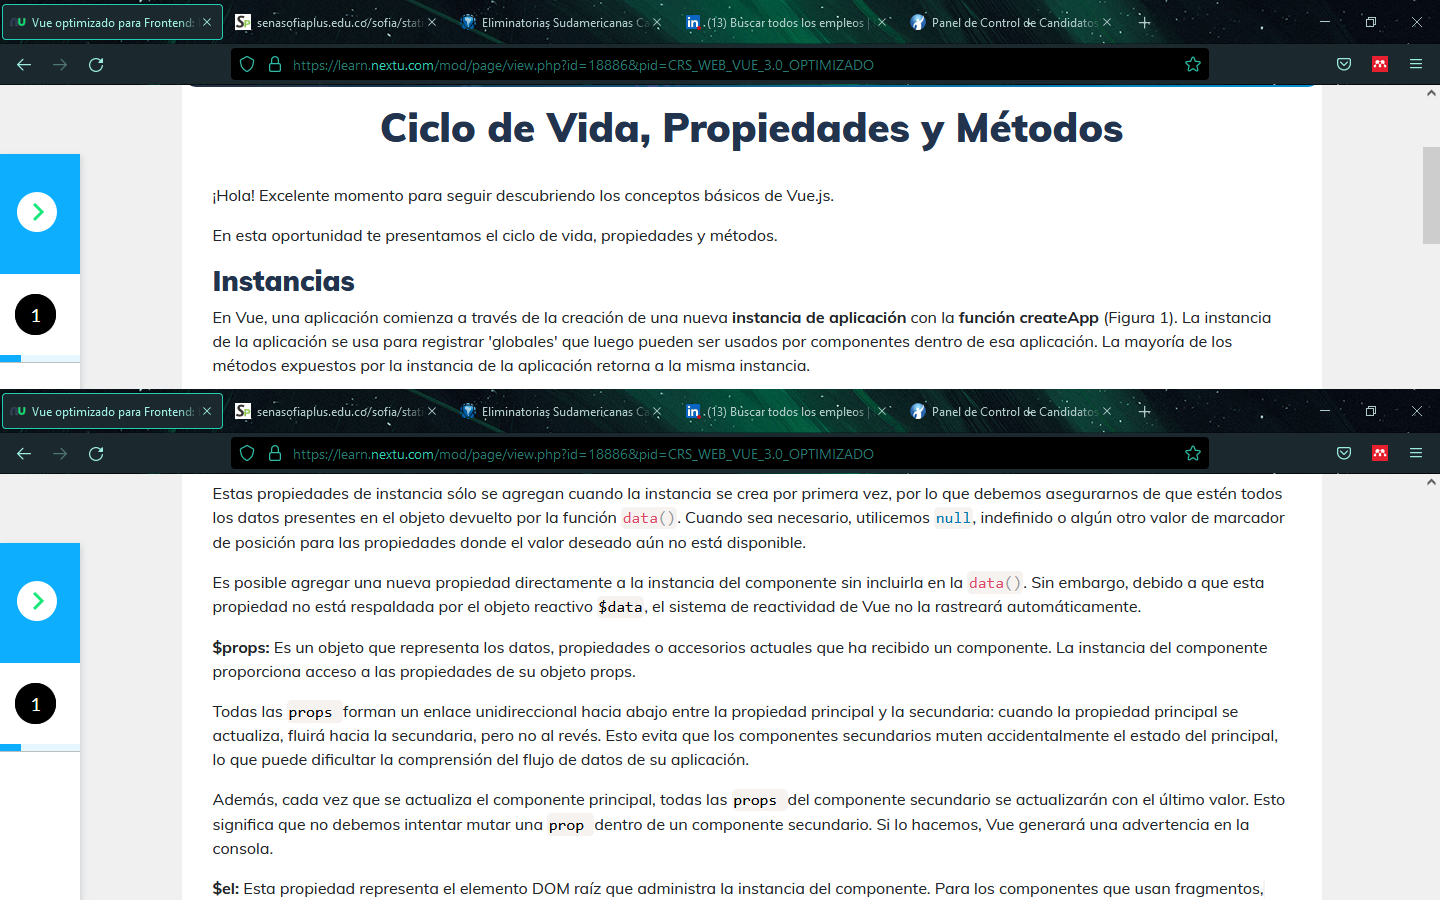 Vue optimizado para Frontends
senasofiaplus.edu.co/sofia/stati
Eliminatorias Sudamericanas Ca
(13) Buscar todos los empleos |
Panel de Control de Candidatos
https://learn.nextu.com/mod/page/view.php?id=18886&pid=CRS_WEB_VUE_3.0_OPTIMIZADO
Ciclo de Vida, Propiedades y Métodos
¡Hola! Excelente momento para seguir descubriendo los conceptos básicos de Vue.js.
En esta oportunidad te presentamos el ciclo de vida, propiedades y métodos.
Instancias
1
En Vue, una aplicación comienza a través de la creación de una nueva instancia de aplicación con la función createApp (Figura 1). La instancia
de la aplicación se usa para registrar 'globales' que luego pueden ser usados por componentes dentro de esa aplicación. La mayoría de los
métodos expuestos por la instancia de la aplicación retorna a la misma instancia.
Vue optimizado para Frontends
senasofiaplus.edu.co/sofia/stati
Eliminatorias Sudamericanas Ca
(13) Buscar todos los empleos |
Panel de Control de Candidatos
https://learn.nextu.com/mod/page/view.php?id=18886&pid=CRS_WEB_VUE_3.0_OPTIMIZADO
Estas propiedades de instancia sólo se agregan cuando la instancia se crea por primera vez, por lo que debemos asegurarnos de que estén todos
los datos presentes en el objeto devuelto por la función data(). Cuando sea necesario, utilicemos null, indefinido o algún otro valor de marcador
de posición para las propiedades donde el valor deseado aún no está disponible.
Es posible agregar una nueva propiedad directamente a la instancia del componente sin incluirla en la data(). Sin embargo, debido a que esta
propiedad no está respaldada por el objeto reactivo $data, el sistema de reactividad de Vue no la rastreará automáticamente.
$props: Es un objeto que representa los datos, propiedades o accesorios actuales que ha recibido un componente. La instancia del componente
proporciona acceso a las propiedades de su objeto props.
1
Todas las props forman un enlace unidireccional hacia abajo entre la propiedad principal y la secundaria: cuando la propiedad principal se
actualiza, fluirá hacia la secundaria, pero no al revés. Esto evita que los componentes secundarios muten accidentalmente el estado del principal,
lo que puede dificultar la comprensión del flujo de datos de su aplicación.
Además, cada vez que se actualiza el componente principal, todas las props del componente secundario se actualizarán con el último valor. Esto
significa que no debemos intentar mutar una prop dentro de un componente secundario. Si lo hacemos, Vue generará una advertencia en la
consola.
$el: Esta propiedad representa el elemento DOM raíz que administra la instancia del componente. Para los componentes que usan fragmentos,